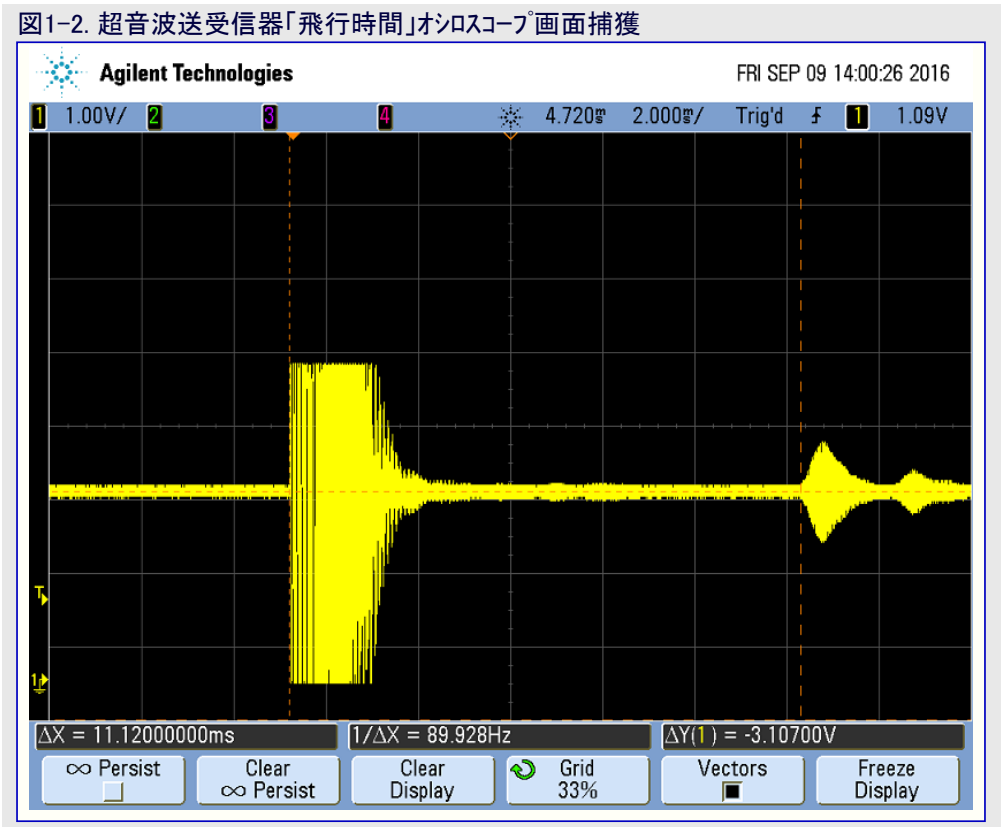 図1-2. 超音波送受信器｢飛行時間｣ｵｼﾛｽｺｰﾌﾟ画面捕獲
Agilent Technologies FRI SEP 09 14:00:26 2016
1 1.00V/ 2 3 4 4.720ms 2.000ms/ Trig'd 1 1.09V
T
1
ΔX = 11.12000000ms 1/ΔX = 89.928Hz ΔY(1) = -3.10700V
∞ Persist Clear ∞ Persist Clear Display Grid 33% Vectors Freeze Display